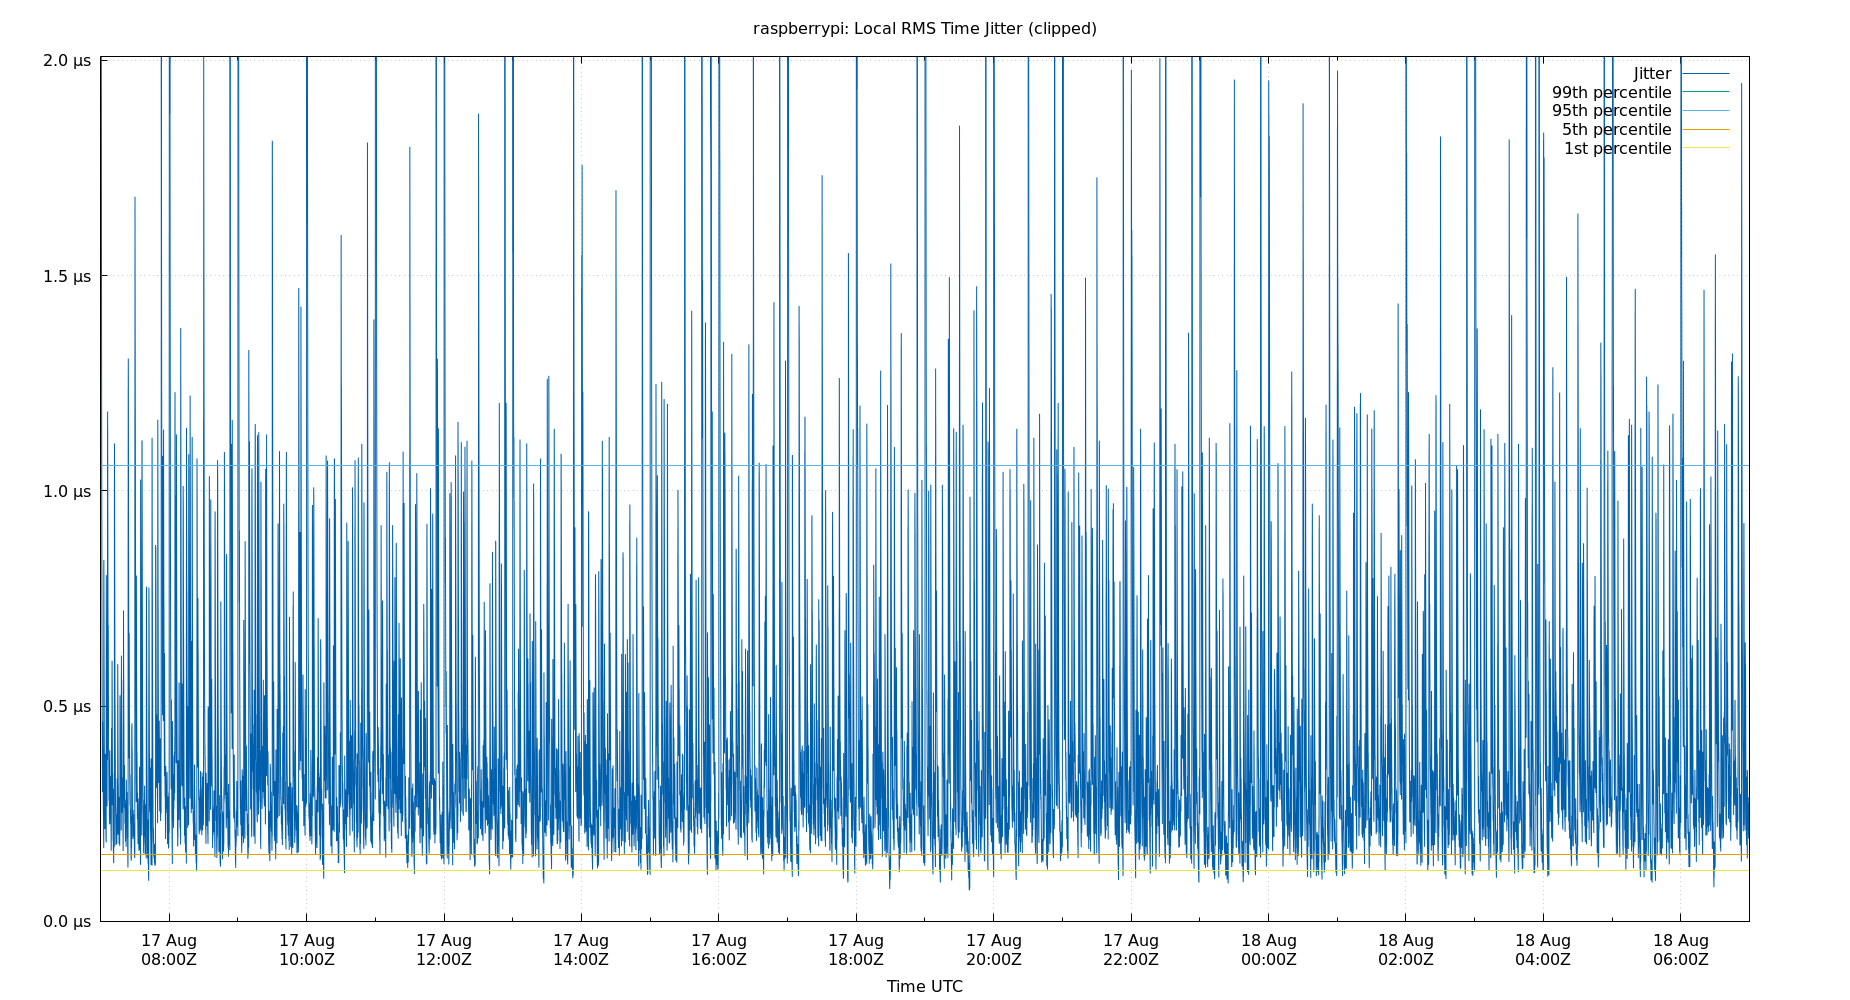 raspberrypi: Local RMS Time Jitter (clipped)
2.0 μs
1.5 μs
1.0 μs
0.5 μs
0.0 μs
Jitter
99th percentile
95th percentile
5th percentile
1st percentile
17 Aug 17 Aug 17 Aug 17 Aug 17 Aug 17 Aug 17 Aug 17 Aug 18 Aug 18 Aug 18 Aug 18 Aug
08:00Z 10:00Z 12:00Z 14:00Z 16:00Z 18:00Z 20:00Z 22:00Z 00:00Z 02:00Z 04:00Z 06:00Z
Time UTC